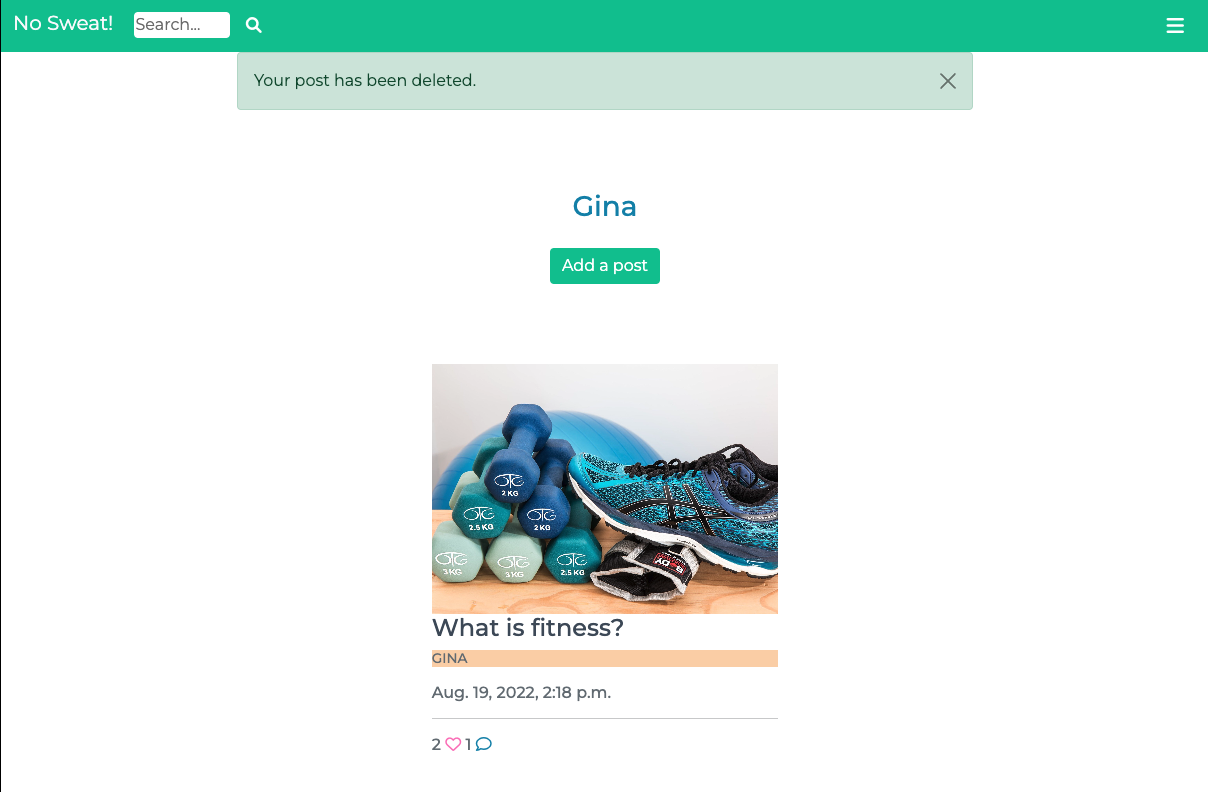 No Sweat! Search...
Your post has been deleted.
Gina
Add a post
2 KG
2.5 KG
2 KG
3 KG
3 KG
2.5 KG
What is fitness?
GINA
Aug. 19, 2022, 2:18 p.m.
2 1